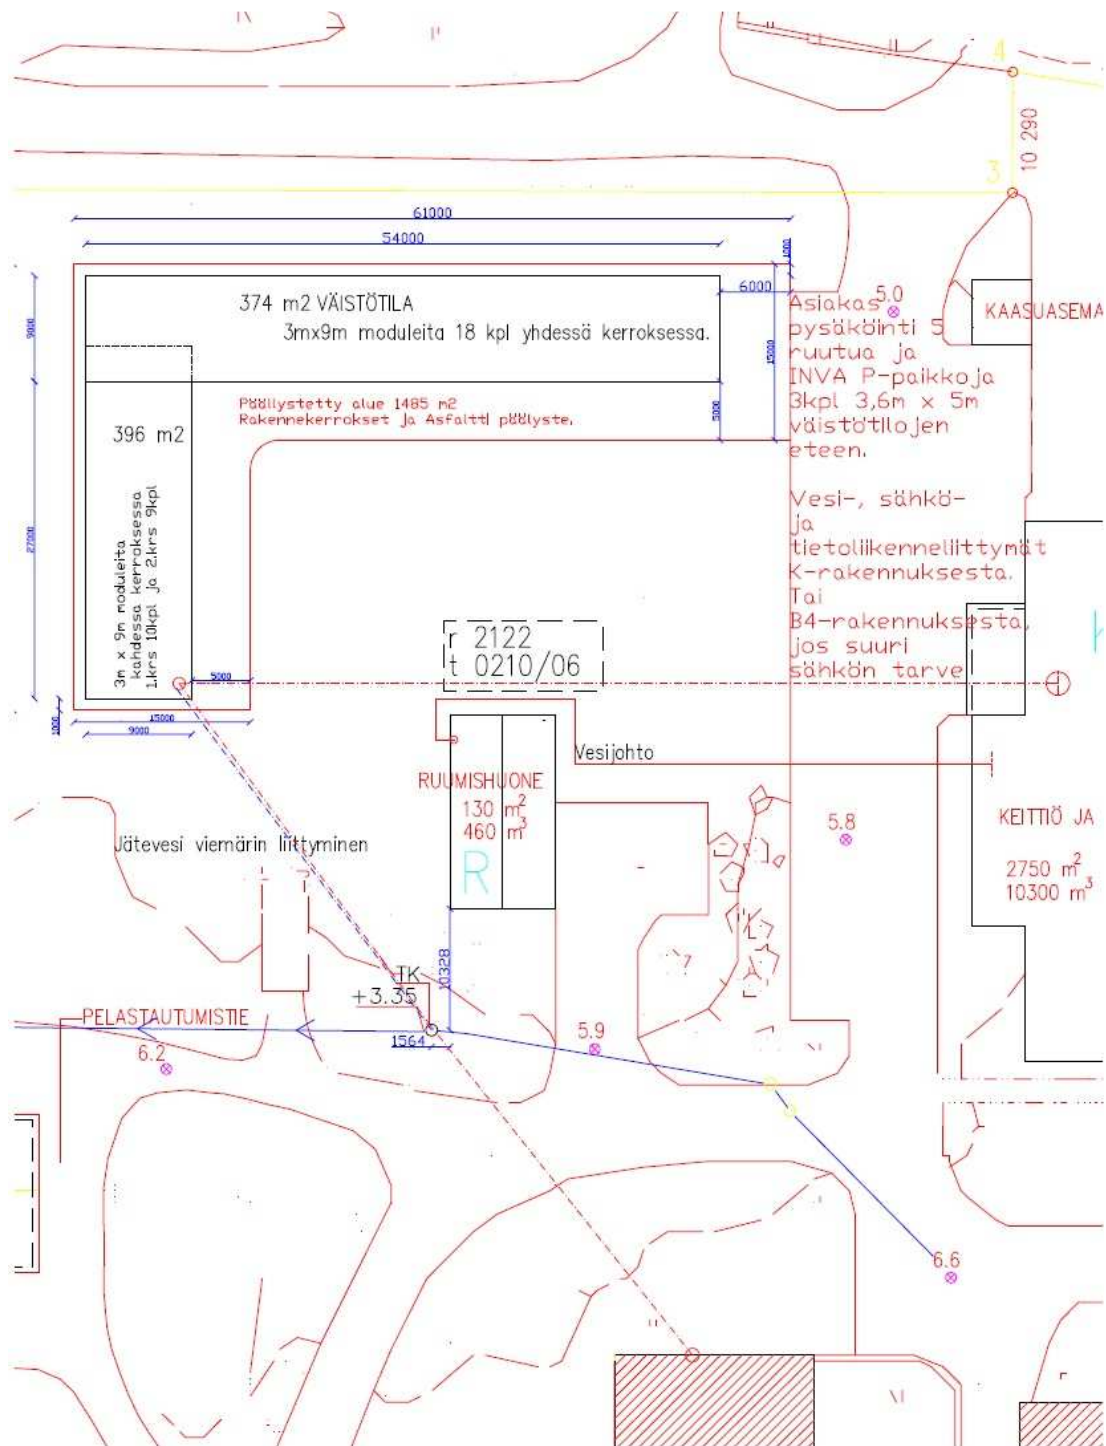 4
10 290
3
61000
54000
1000
6000
374 m2 VÄISTÖTILA
3mx9m moduleita 18 kpl yhdessä kerroksessa.
9000
15000
5000
Päällystetty alue 1485 m2
Rakennekerrokset ja Asfaltti päällyste.
396 m2
27000
3m x 9m moduleita
kahdessa kerroksessa
1.krs 10kpl ja 2.krs 9kpl
5.0
KAASUASEMA
Asiakas
pysäköinti 5
ruutua ja
INVA P-paikkoja
3kpl 3,6m x 5m
väistötilojen
eteen.
Vesi-, sähkö-
ja
tietoliikenneliittymät
K-rakennuksesta.
Tai
B4-rakennuksesta,
jos suuri
sähkön tarve
r 2122
t 0210/06
5000
1000
15000
9000
Vesijohto
RUUMISHUONE
130 m²
460 m³
R
5.8
KEITTIÖ JA
2750 m²
10300 m³
Jätevesi viemärin liittyminen
10328
TK
+3.35
PELASTAUTUMISTIE
1564
5.9
6.2
6.6